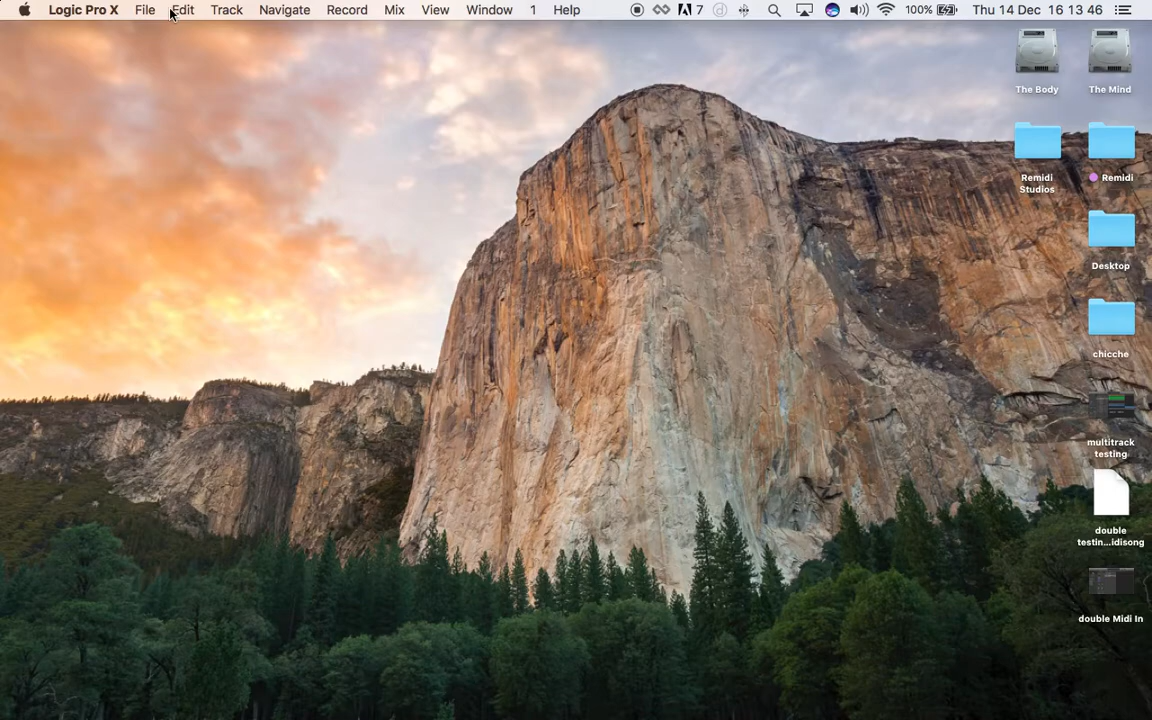 Logic Pro X File Edit Track Navigate Record Mix View Window 1 Help 7 100% Thu 14 Dec 16 13 46
The Body
The Mind
Remidi
Studios
Remidi
Desktop
chicche
multitrack
testing
double
testin...idisong
double Midi In